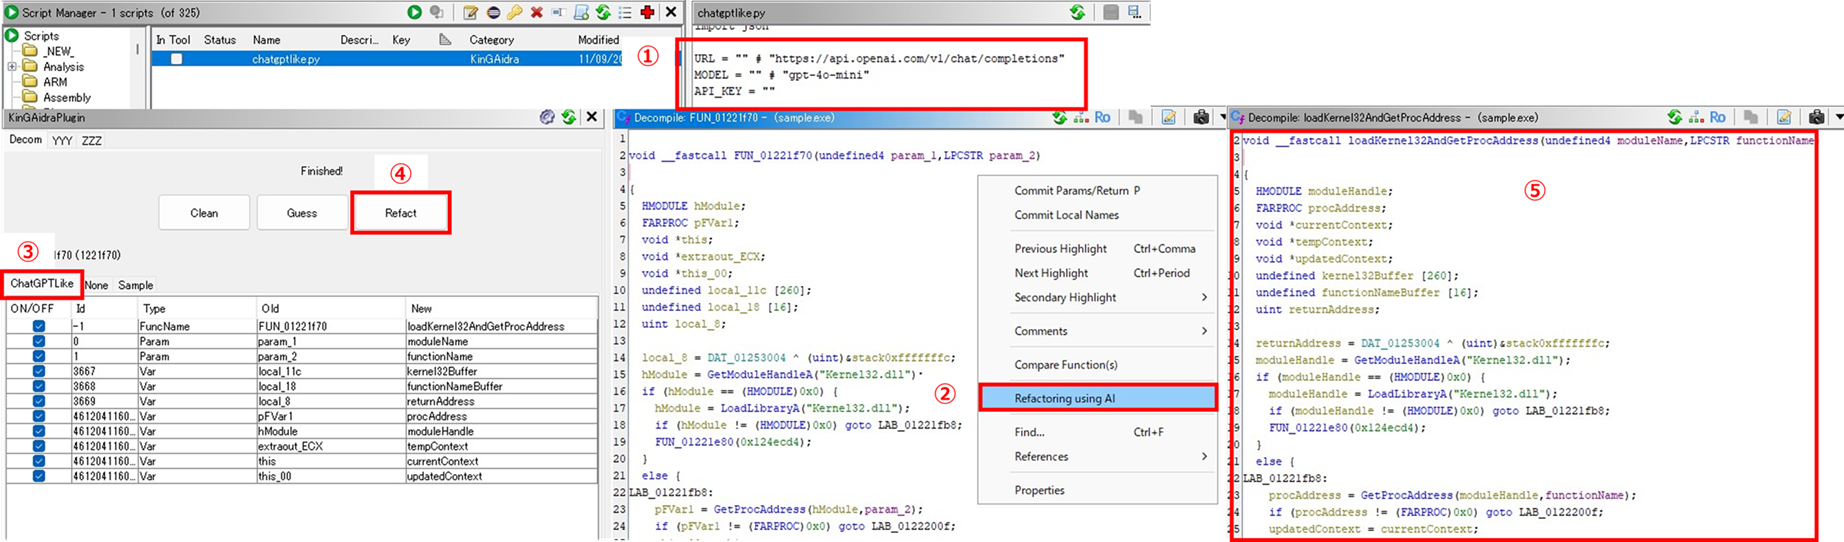 Script Manager - 1 scripts (of 325)
Scripts
_NEW_
Analysis
ARM
Assembly
In Tool Status Name Descri... Key Category Modified
chatgptlike.py KinGAidra 11/09/20
①
chatgptlike.py
import json
URL = "" # "https://api.openai.com/v1/chat/completions"
MODEL = "" # "gpt-4o-mini"
API_KEY = ""
KinGAidraPlugin
Decom YYY ZZZ
Finished!
④
Clean Guess Refact
③
1f70 (1221f70)
ChatGPTLike None Sample
ON/OFF Id Type Old New
-1 FuncName FUN_01221f70 loadKernel32AndGetProcAddress
0 Param param_1 moduleName
1 Param param_2 functionName
3667 Var local_11c kernel32Buffer
3668 Var local_18 functionNameBuffer
3669 Var local_8 returnAddress
4612041160... Var pFVar1 procAddress
4612041160... Var hModule moduleHandle
4612041160... Var extraout_ECX tempContext
4612041160... Var this currentContext
4612041160... Var this_00 updatedContext
Decompile: FUN_01221f70 - (sample.exe)
1
2 void __fastcall FUN_01221f70(undefined4 param_1,LPCSTR param_2)
3
4 {
5 HMODULE hModule;
6 FARPROC pFVar1;
7 void *this;
8 void *extraout_ECX;
9 void *this_00;
10 undefined local_11c [260];
11 undefined local_18 [16];
12 uint local_8;
13
14 local_8 = DAT_01253004 ^ (uint)&stack0xfffffffc;
15 hModule = GetModuleHandleA("Kernel32.dll")
16 if (hModule == (HMODULE)0x0) {
17 hModule = LoadLibraryA("Kernel32.dll");
18 if (hModule != (HMODULE)0x0) goto LAB_01221fb8;
19 FUN_01221e80(0x124ecd4);
20 }
21 else {
22 LAB_01221fb8:
23 pFVar1 = GetProcAddress(hModule,param_2);
24 if (pFVar1 != (FARPROC)0x0) goto LAB_0122200f;
Commit Params/Return P
Commit Local Names
Previous Highlight Ctrl+Comma
Next Highlight Ctrl+Period
Secondary Highlight
Comments
Compare Function(s)
②
Refactoring using AI
Find... Ctrl+F
References
Properties
Decompile: loadKernel32AndGetProcAddress - (sample.exe)
2 void __fastcall loadKernel32AndGetProcAddress(undefined4 moduleName,LPCSTR functionName
3
4 {
⑤
5 HMODULE moduleHandle;
6 FARPROC procAddress;
7 void *currentContext;
8 void *tempContext;
9 void *updatedContext;
0 undefined kernel32Buffer [260];
1 undefined functionNameBuffer [16];
2 uint returnAddress;
3
4 returnAddress = DAT_01253004 ^ (uint)&stack0xfffffffc;
5 moduleHandle = GetModuleHandleA("Kernel32.dll");
6 if (moduleHandle == (HMODULE)0x0) {
7 moduleHandle = LoadLibraryA("Kernel32.dll");
8 if (moduleHandle != (HMODULE)0x0) goto LAB_01221fb8;
9 FUN_01221e80(0x124ecd4);
20 }
21 else {
LAB_01221fb8:
23 procAddress = GetProcAddress(moduleHandle,functionName);
24 if (procAddress != (FARPROC)0x0) goto LAB_0122200f;
25 updatedContext = currentContext;